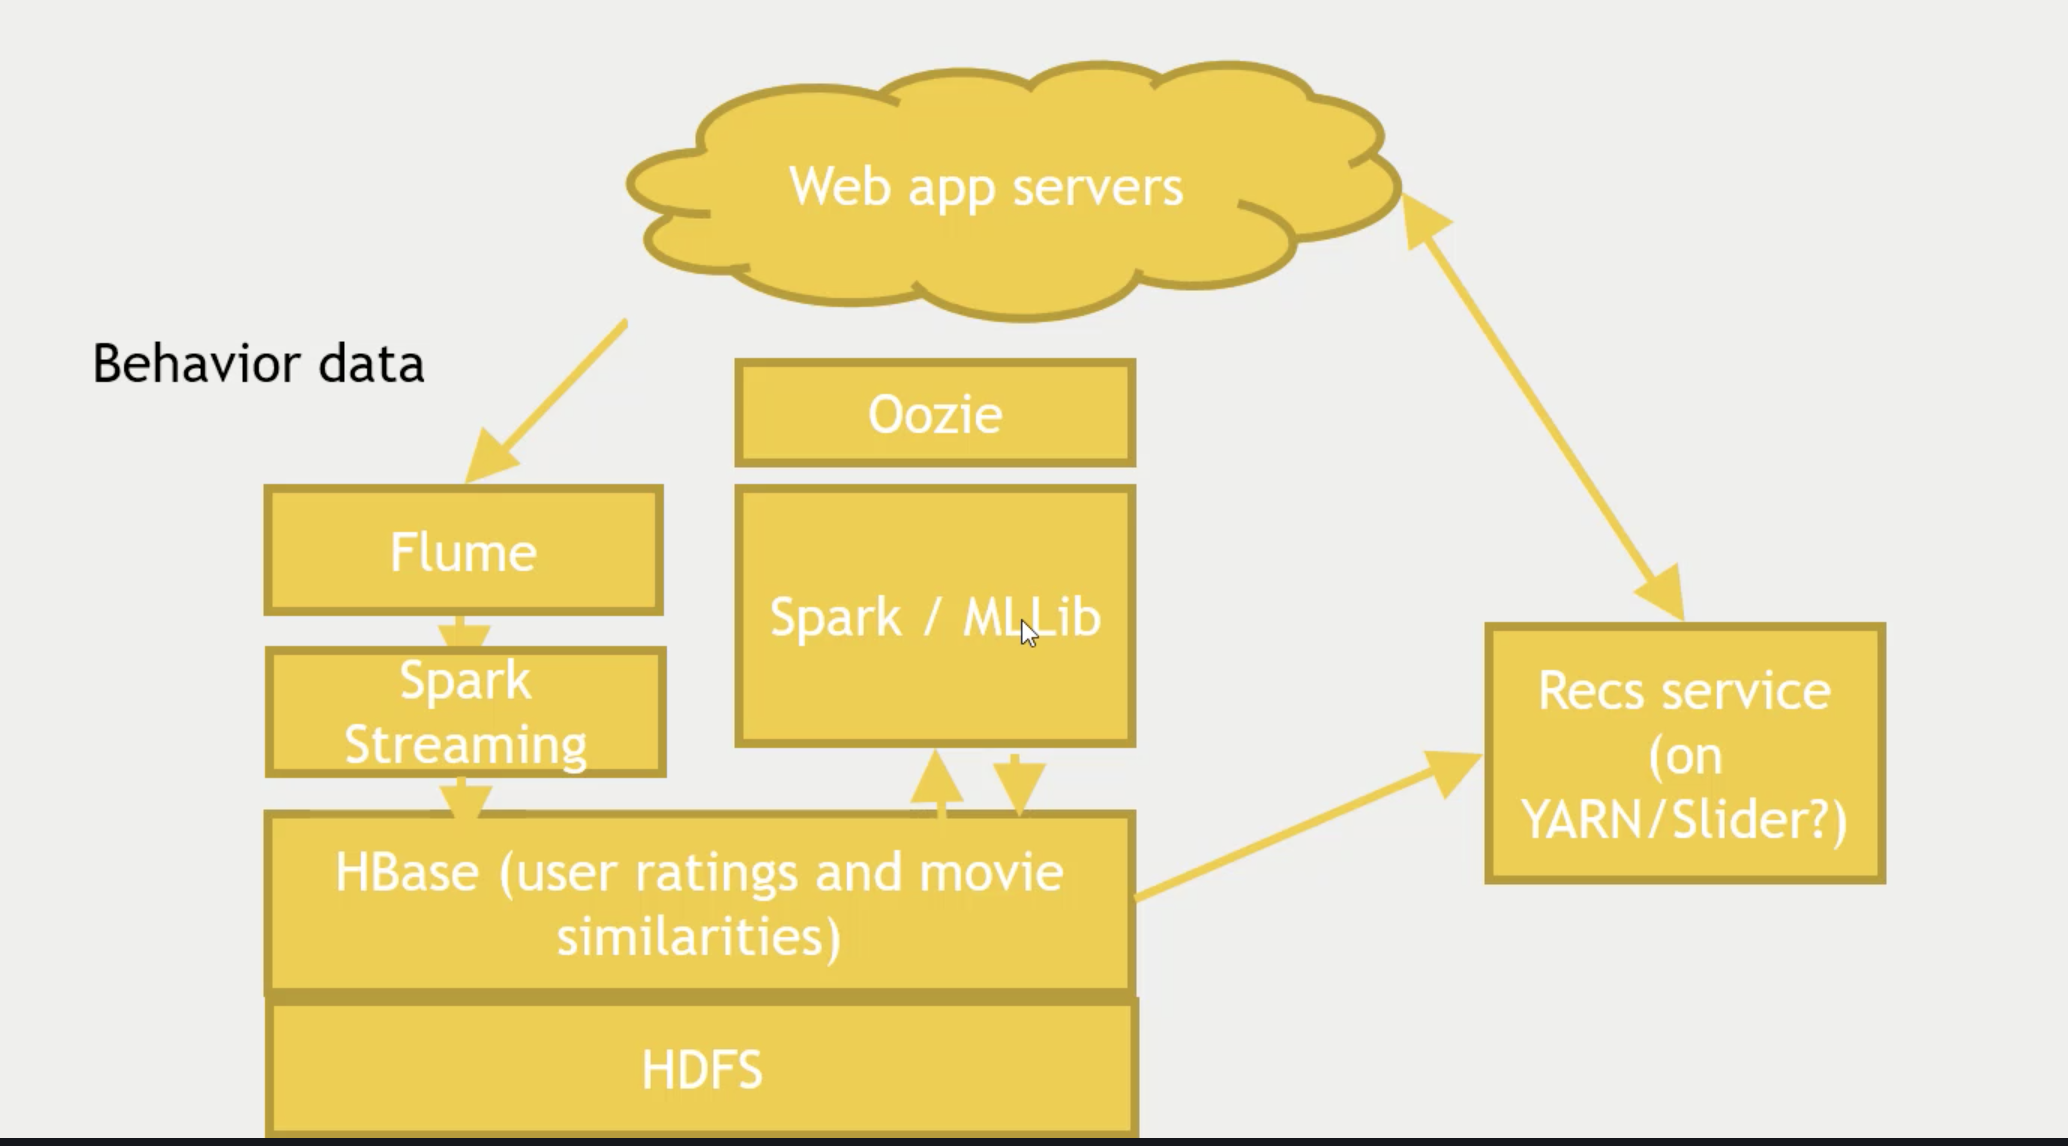 Web app servers
Behavior data
Oozie
Flume
Spark / MLLib
Spark
Streaming
Recs service
(on
YARN/Slider?)
HBase (user ratings and movie
similarities)
HDFS